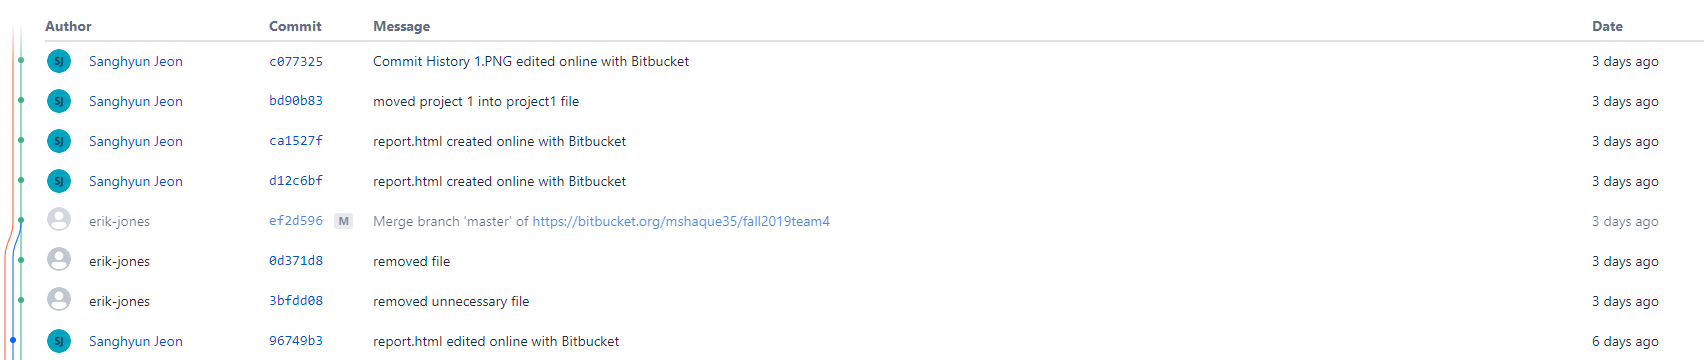 Author Commit Message Date
SJ Sanghyun Jeon c077325 Commit History 1.PNG edited online with Bitbucket 3 days ago
SJ Sanghyun Jeon bd90b83 moved project 1 into project1 file 3 days ago
SJ Sanghyun Jeon ca1527f report.html created online with Bitbucket 3 days ago
SJ Sanghyun Jeon d12c6bf report.html created online with Bitbucket 3 days ago
erik-jones ef2d596 M Merge branch 'master' of https://bitbucket.org/mshaque35/fall2019team4 3 days ago
erik-jones 0d371d8 removed file 3 days ago
erik-jones 3bfdd08 removed unnecessary file 3 days ago
SJ Sanghyun Jeon 96749b3 report.html edited online with Bitbucket 6 days ago